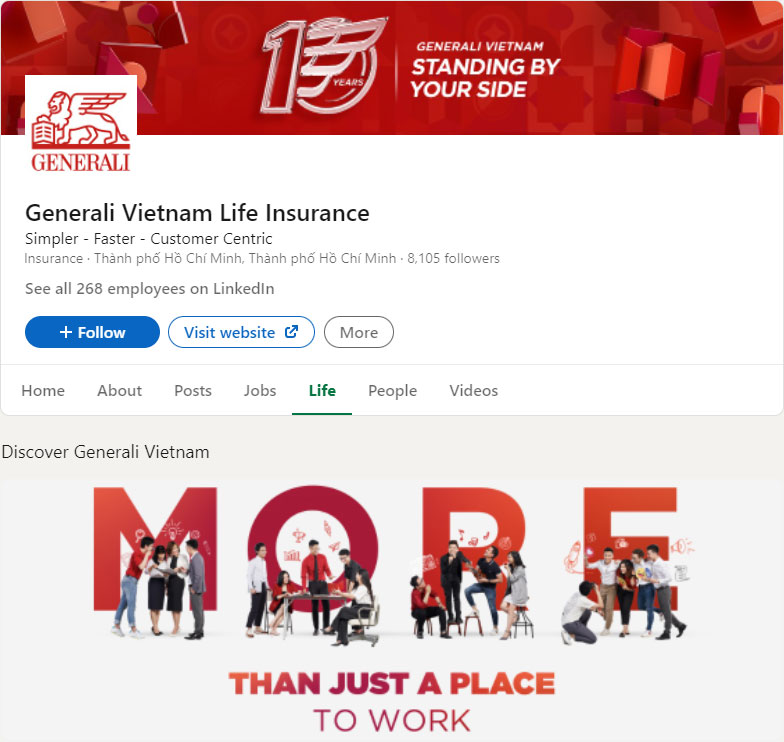 10
YEARS
GENERALI VIETNAM
STANDING BY
YOUR SIDE
GENERALI
Generali Vietnam Life Insurance
Simpler - Faster - Customer Centric
Insurance · Thành phố Hồ Chí Minh, Thành phố Hồ Chí Minh · 8,105 followers
See all 268 employees on LinkedIn
+ Follow
Visit website
More
Home About Posts Jobs Life People Videos
Discover Generali Vietnam
MORE
THAN JUST A PLACE
TO WORK